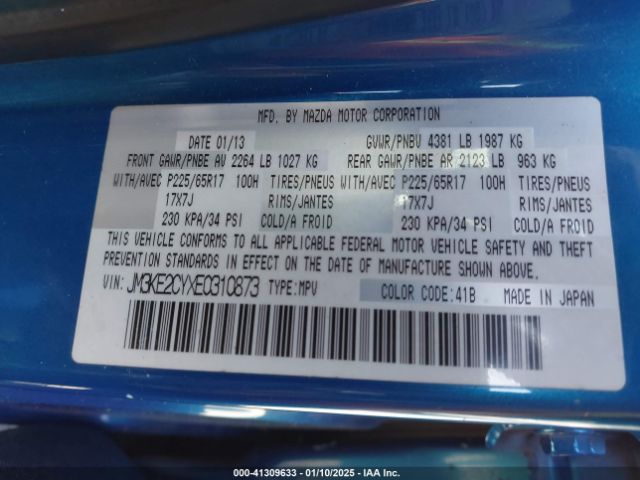 MFD. BY MAZDA MOTOR CORPORATION
DATE 01/13 GVWR/PNBV 4381 LB 1987 KG
FRONT GAWR/PNBE AV 2264 LB 1027 KG REAR GAWR/PNBE AR 2123 LB 963 KG
WITH/AVEC P225/65R17 100H TIRES/PNEUS WITH/AVEC P225/65R17 100H TIRES/PNEUS
17X7J RIMS/JANTES 17X7J RIMS/JANTES
230 KPA/34 PSI COLD/A FROID 230 KPA/34 PSI COLD/A FROID
THIS VEHICLE CONFORMS TO ALL APPLICABLE FEDERAL MOTOR VEHICLE SAFETY AND THEFT
PREVENTION STANDARDS IN EFFECT ON THE DATE OF MANUFACTURE SHOWN ABOVE.
VIN: JM3KE2CYXE0310873 TYPE:MPV COLOR CODE:41B MADE IN JAPAN
000-41309633 — 01/10/2025 - IAA Inc.